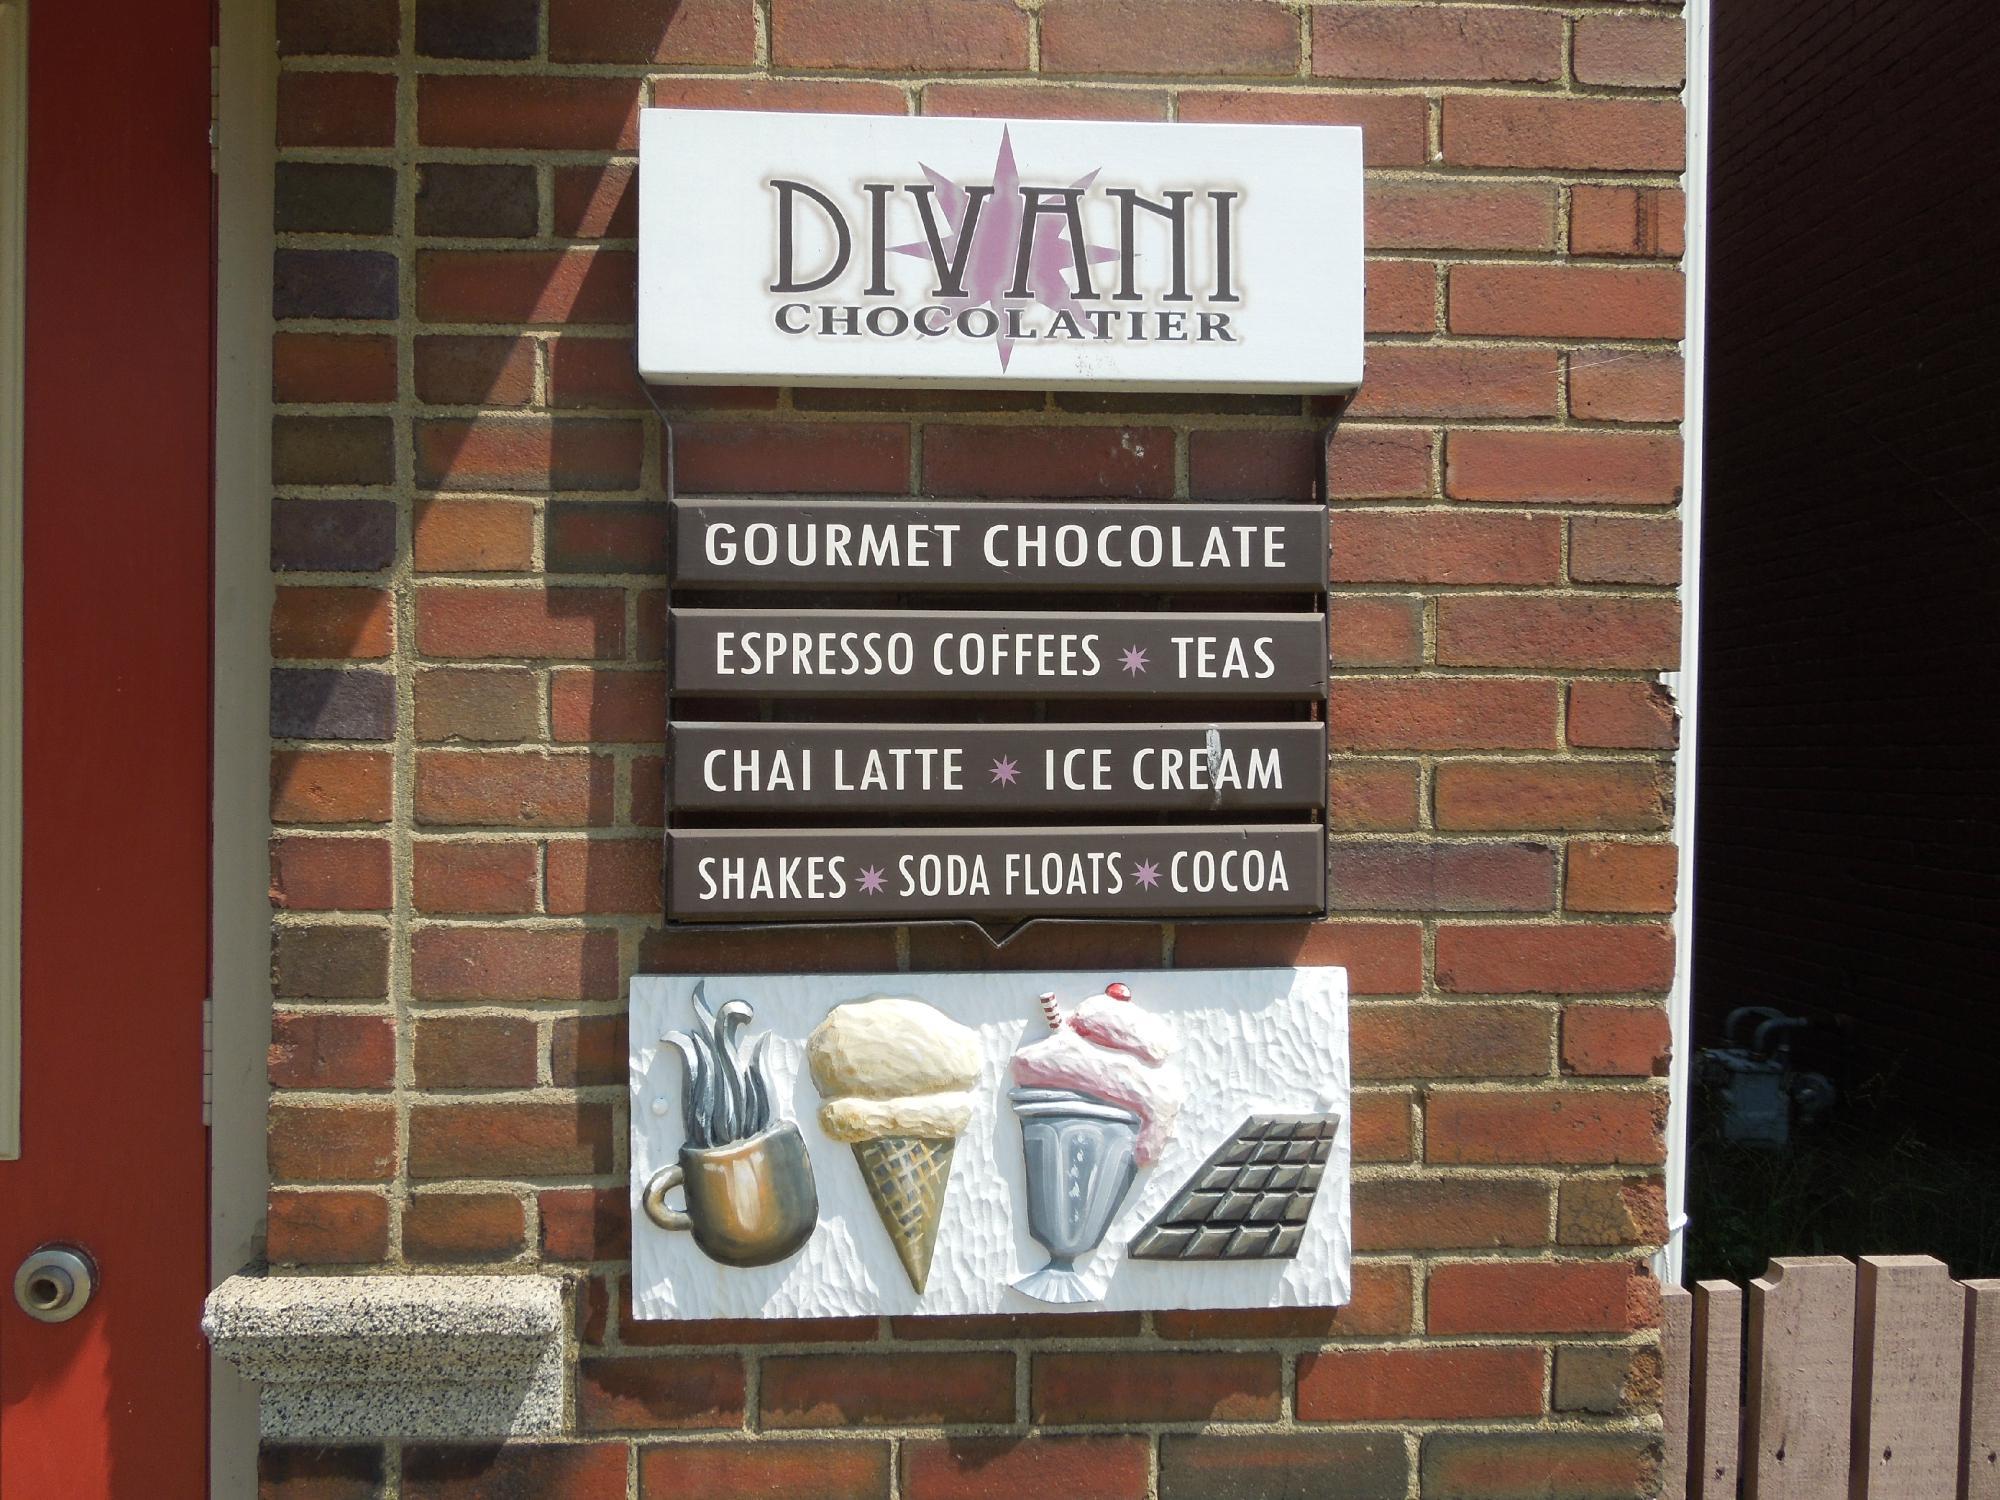 DIVANI
CHOCOLATIER
GOURMET CHOCOLATE
ESPRESSO COFFEES * TEAS
CHAI LATTE * ICE CREAM
SHAKES * SODA FLOATS * COCOA